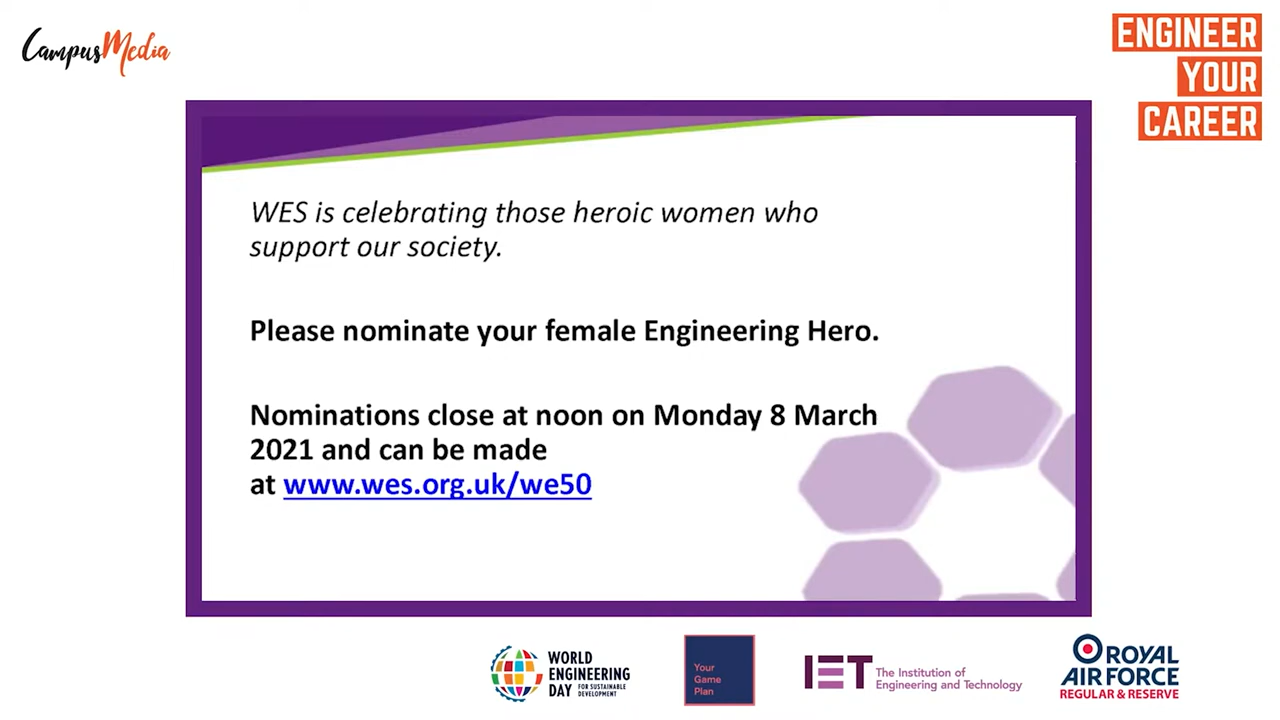 CampusMedia
ENGINEER
YOUR
CAREER
WES is celebrating those heroic women who
support our society.
Please nominate your female Engineering Hero.
Nominations close at noon on Monday 8 March
2021 and can be made
at www.wes.org.uk/we50
WORLD
ENGINEERING
DAY FOR SUSTAINABLE
DEVELOPMENT
Your
Game
Plan
IET The Institution of
Engineering and Technology
ROYAL
AIR FORCE
REGULAR & RESERVE